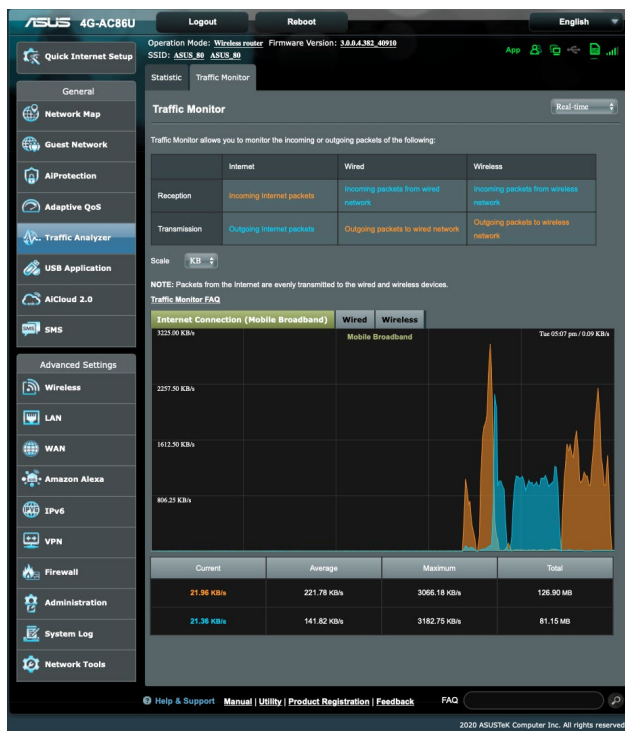 ASUS 4G-AC86U Logout Reboot English
Operation Mode: Wireless router Firmware Version: 3.0.0.4.382_40910
SSID: ASUS_80 ASUS_80
App
Quick Internet Setup
General
Network Map
Guest Network
AiProtection
Adaptive QoS
Traffic Analyzer
USB Application
AiCloud 2.0
SMS SMS
Advanced Settings
Wireless
LAN
WAN
Amazon Alexa
IPv6
VPN
Firewall
Administration
System Log
Network Tools
Statistic Traffic Monitor
Traffic Monitor Real-time
Traffic Monitor allows you to monitor the incoming or outgoing packets of the following:
Internet Wired Wireless
Reception Incoming Internet packets Incoming packets from wired network Incoming packets from wireless network
Transmission Outgoing Internet packets Outgoing packets to wired network Outgoing packets to wireless network
Scale KB
NOTE: Packets from the Internet are evenly transmitted to the wired and wireless devices.
Traffic Monitor FAQ
Internet Connection (Mobile Broadband) Wired Wireless
3225.00 KB/s Mobile Broadband Tue 05:07 pm / 0.09 KB/s
2257.50 KB/s
1612.50 KB/s
806.25 KB/s
Current Average Maximum Total
21.96 KB/s 221.78 KB/s 3066.18 KB/s 126.90 MB
21.36 KB/s 141.82 KB/s 3182.75 KB/s 81.15 MB
Help & Support Manual | Utility | Product Registration | Feedback FAQ
2020 ASUSTeK Computer Inc. All rights reserved